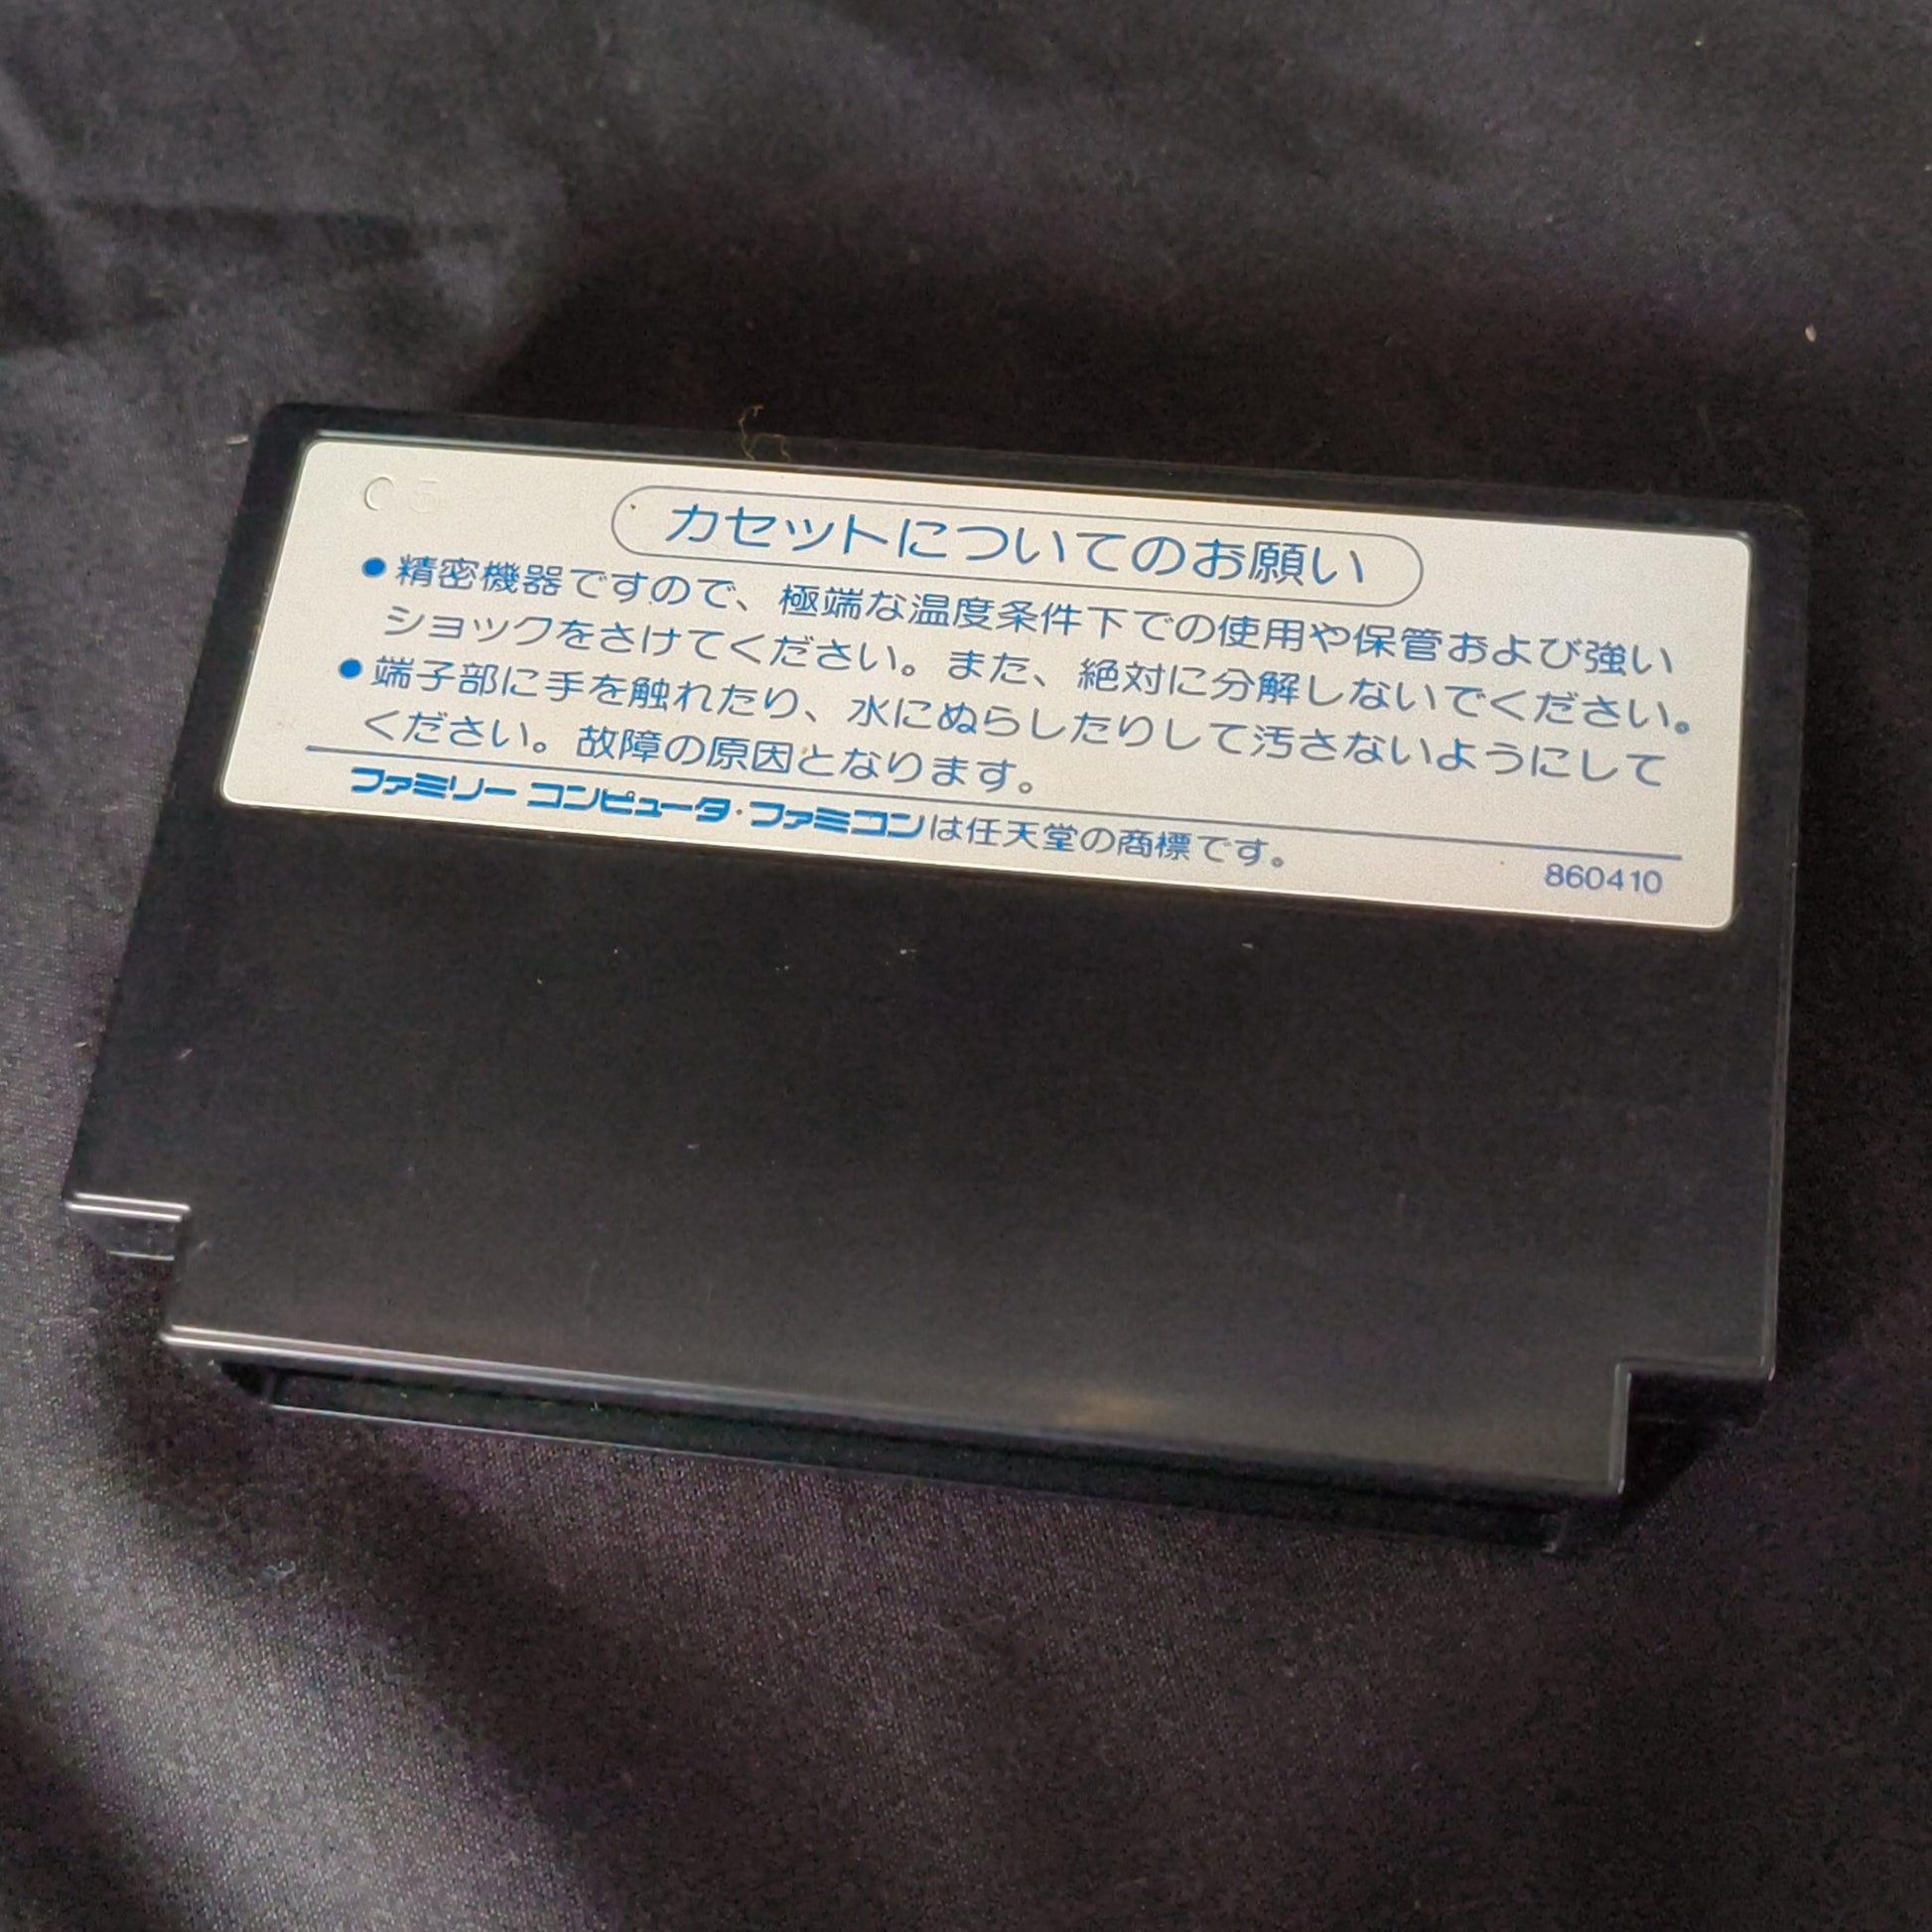 C 5
カセットについてのお願い
●精密機器ですので、極端な温度条件下での使用や保管および強い
ショックをさけてください。また、絶対に分解しないでください。
●端子部に手を触れたり、水にぬらしたりして汚さないようにして
ください。故障の原因となります。
ファミリー コンピュータ・ファミコンは任天堂の商標です。
860410